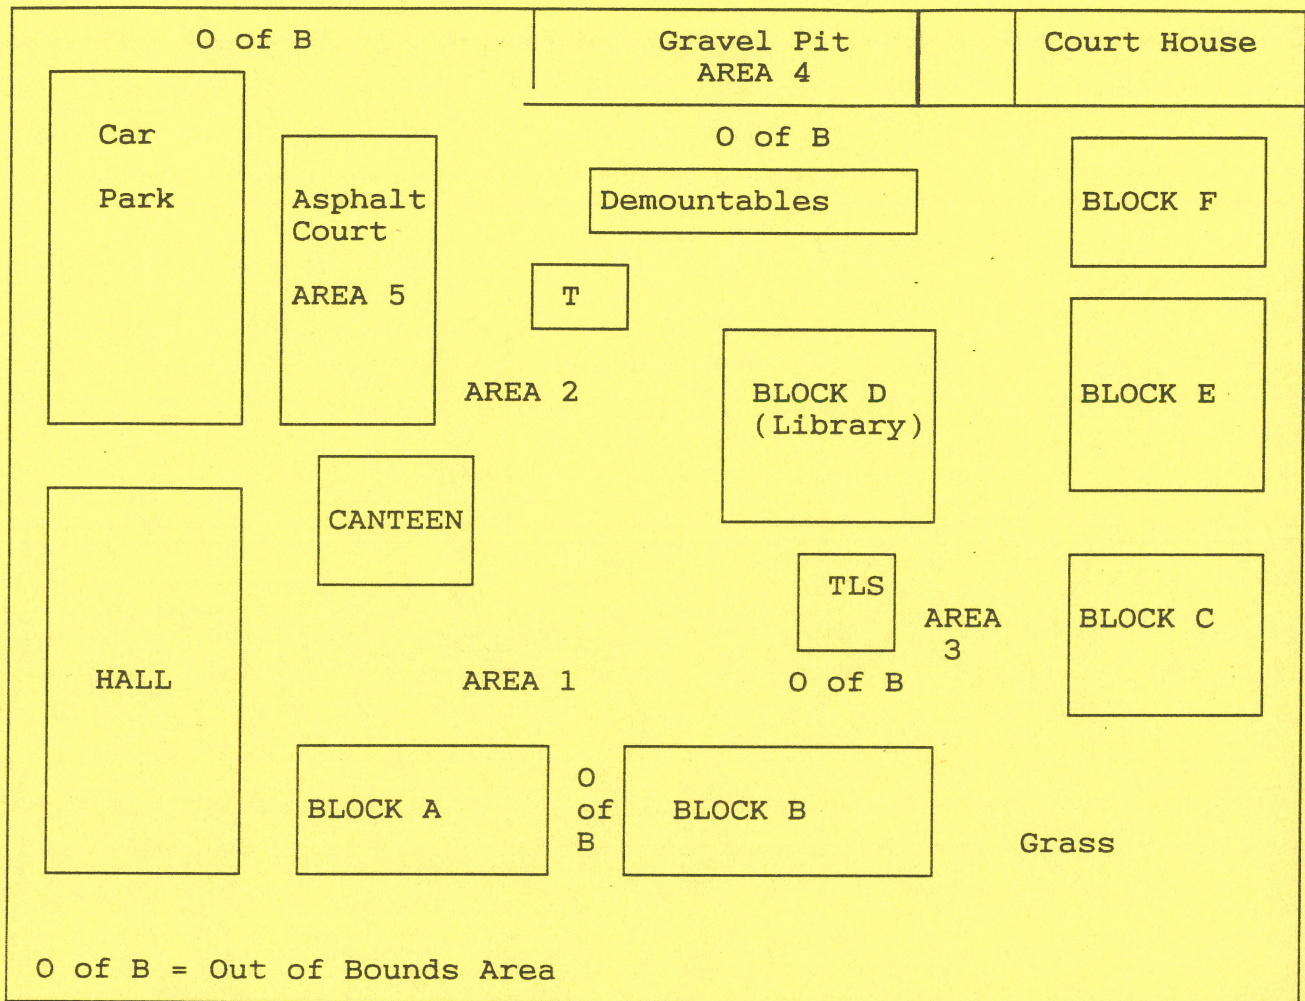 O of B
Gravel Pit
AREA 4
Court House
Car
Park
Asphalt
Court
AREA 5
O of B
Demountables
BLOCK F
T
AREA 2
BLOCK D
(Library)
BLOCK E
CANTEEN
TLS
AREA
3
BLOCK C
HALL
AREA 1
O of B
BLOCK A
O
of
B
BLOCK B
Grass
O of B = Out of Bounds Area